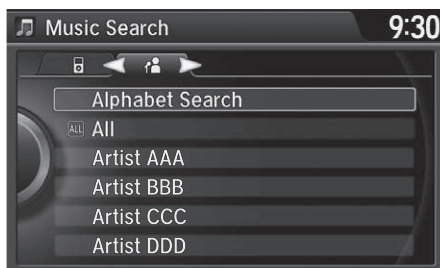 Music Search
9:30
Alphabet Search
ALL All
Artist AAA
Artist BBB
Artist CCC
Artist DDD